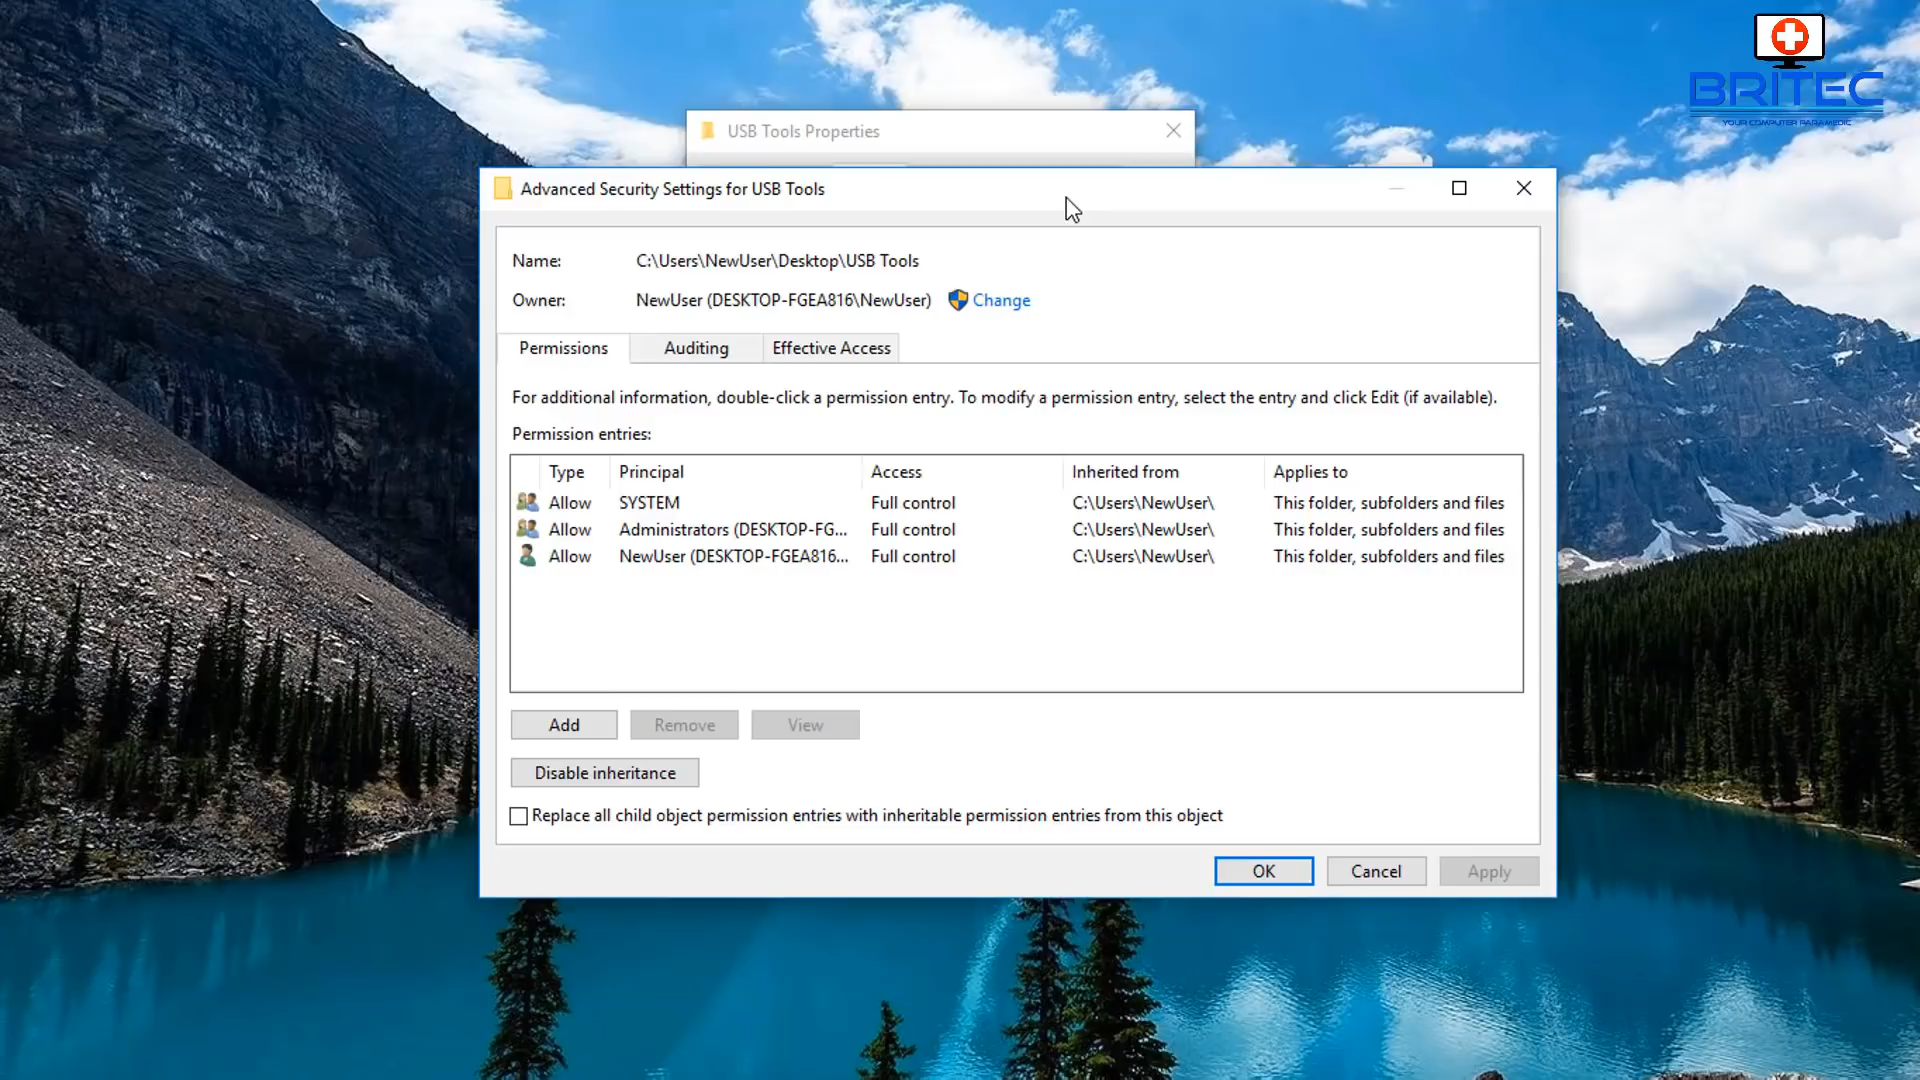 BRITEC
YOUR COMPUTER PARAMEDIC
USB Tools Properties
Advanced Security Settings for USB Tools
Name: C:\Users\NewUser\Desktop\USB Tools
Owner: NewUser (DESKTOP-FGEA816\NewUser) Change
Permissions Auditing Effective Access
For additional information, double-click a permission entry. To modify a permission entry, select the entry and click Edit (if available).
Permission entries:
Type Principal Access Inherited from Applies to
Allow SYSTEM Full control C:\Users\NewUser\ This folder, subfolders and files
Allow Administrators (DESKTOP-FG... Full control C:\Users\NewUser\ This folder, subfolders and files
Allow NewUser (DESKTOP-FGEA816... Full control C:\Users\NewUser\ This folder, subfolders and files
Add Remove View
Disable inheritance
Replace all child object permission entries with inheritable permission entries from this object
OK Cancel Apply